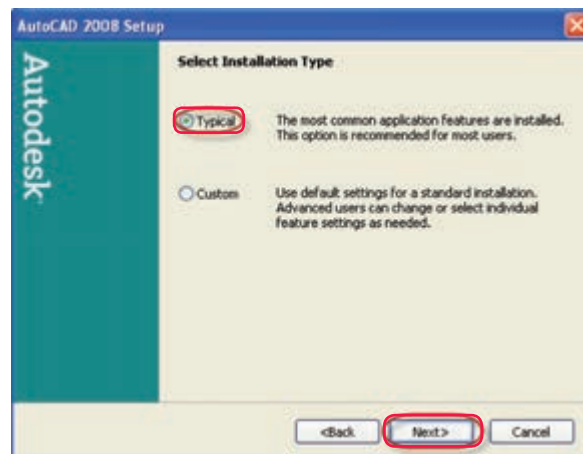 AutoCAD 2008 Setup
Autodesk
Select Installation Type
Typical
The most common application features are installed.
This option is recommended for most users.
Custom
Use default settings for a standard installation.
Advanced users can change or select individual
feature settings as needed.
<Back
Next>
Cancel